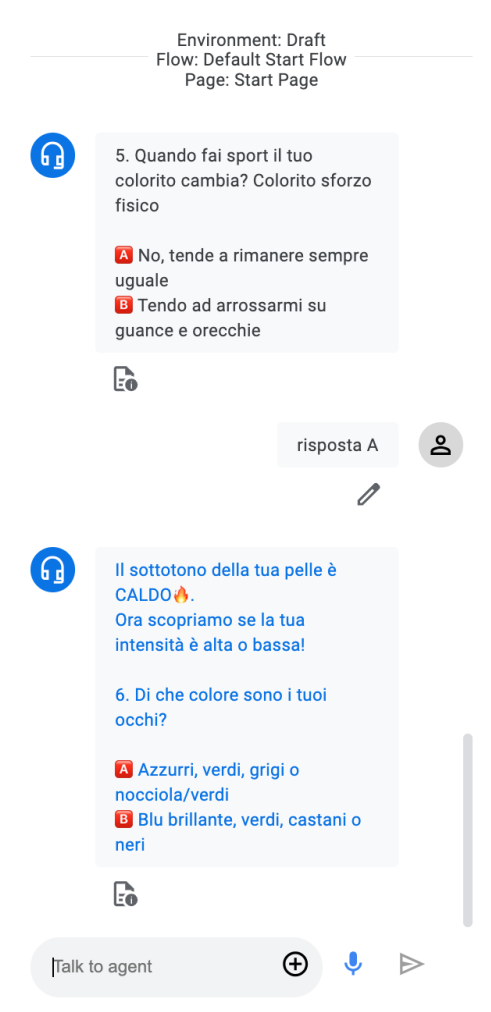 Environment: Draft
Flow: Default Start Flow
Page: Start Page
5. Quando fai sport il tuo
colorito cambia? Colorito sforzo
fisico
🅰 No, tende a rimanere sempre
uguale
🅱 Tendo ad arrossarmi su
guance e orecchie
risposta A
Il sottotono della tua pelle è
CALDO🔥.
Ora scopriamo se la tua
intensità è alta o bassa!
6. Di che colore sono i tuoi
occhi?
🅰 Azzurri, verdi, grigi o
nocciola/verdi
🅱 Blu brillante, verdi, castani o
neri
Talk to agent